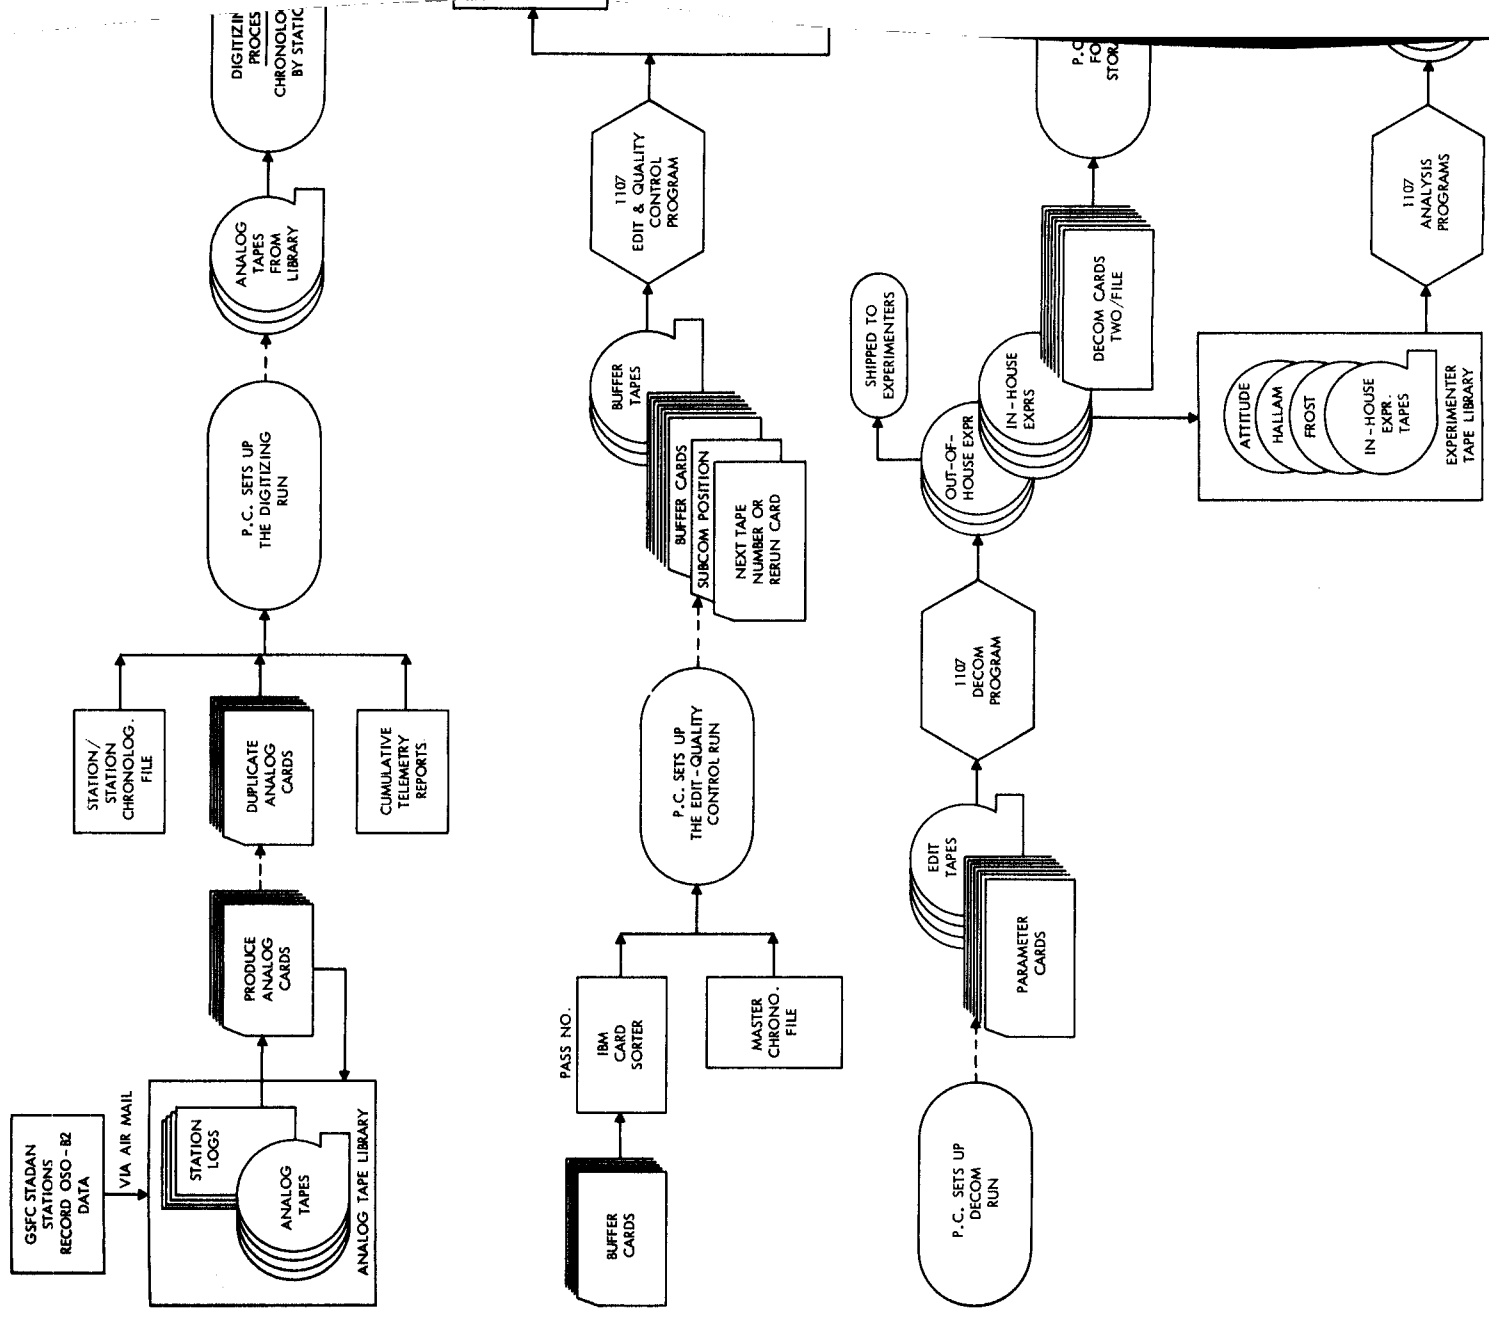 GSFC STADAN
STATIONS
RECORD OSO-B2
DATA
VIA AIR MAIL
STATION
LOGS
ANALOG
TAPES
ANALOG TAPE LIBRARY
PRODUCE
ANALOG
CARDS
STATION/
STATION
CHRONOLOG.
FILE
DUPLICATE
ANALOG
CARDS
CUMULATIVE
TELEMETRY
REPORTS
P.C. SETS UP
THE DIGITIZING
RUN
ANALOG
TAPES
FROM
LIBRARY
BUFFER
CARDS
PASS NO.
IBM
CARD
SORTER
MASTER
CHRONO.
FILE
P.C. SETS UP
THE EDIT-QUALITY
CONTROL RUN
BUFFER
TAPES
BUFFER CARDS
SUBCOM POSITION
NEXT TAPE
NUMBER OR
RERUN CARD
1107
EDIT & QUALITY
CONTROL
PROGRAM
P.C. SETS UP
DECOM
RUN
EDIT
TAPES
PARAMETER
CARDS
1107
DECOM
PROGRAM
OUT-OF-
HOUSE EXPR
SHIPPED TO
EXPERIMENTERS
IN-HOUSE
EXPRS
DECOM CARDS
TWO/FILE
ATTITUDE
HALLAM
FROST
IN-HOUSE
EXPR.
TAPES
EXPERIMENTER
TAPE LIBRARY
1107
ANALYSIS
PROGRAMS